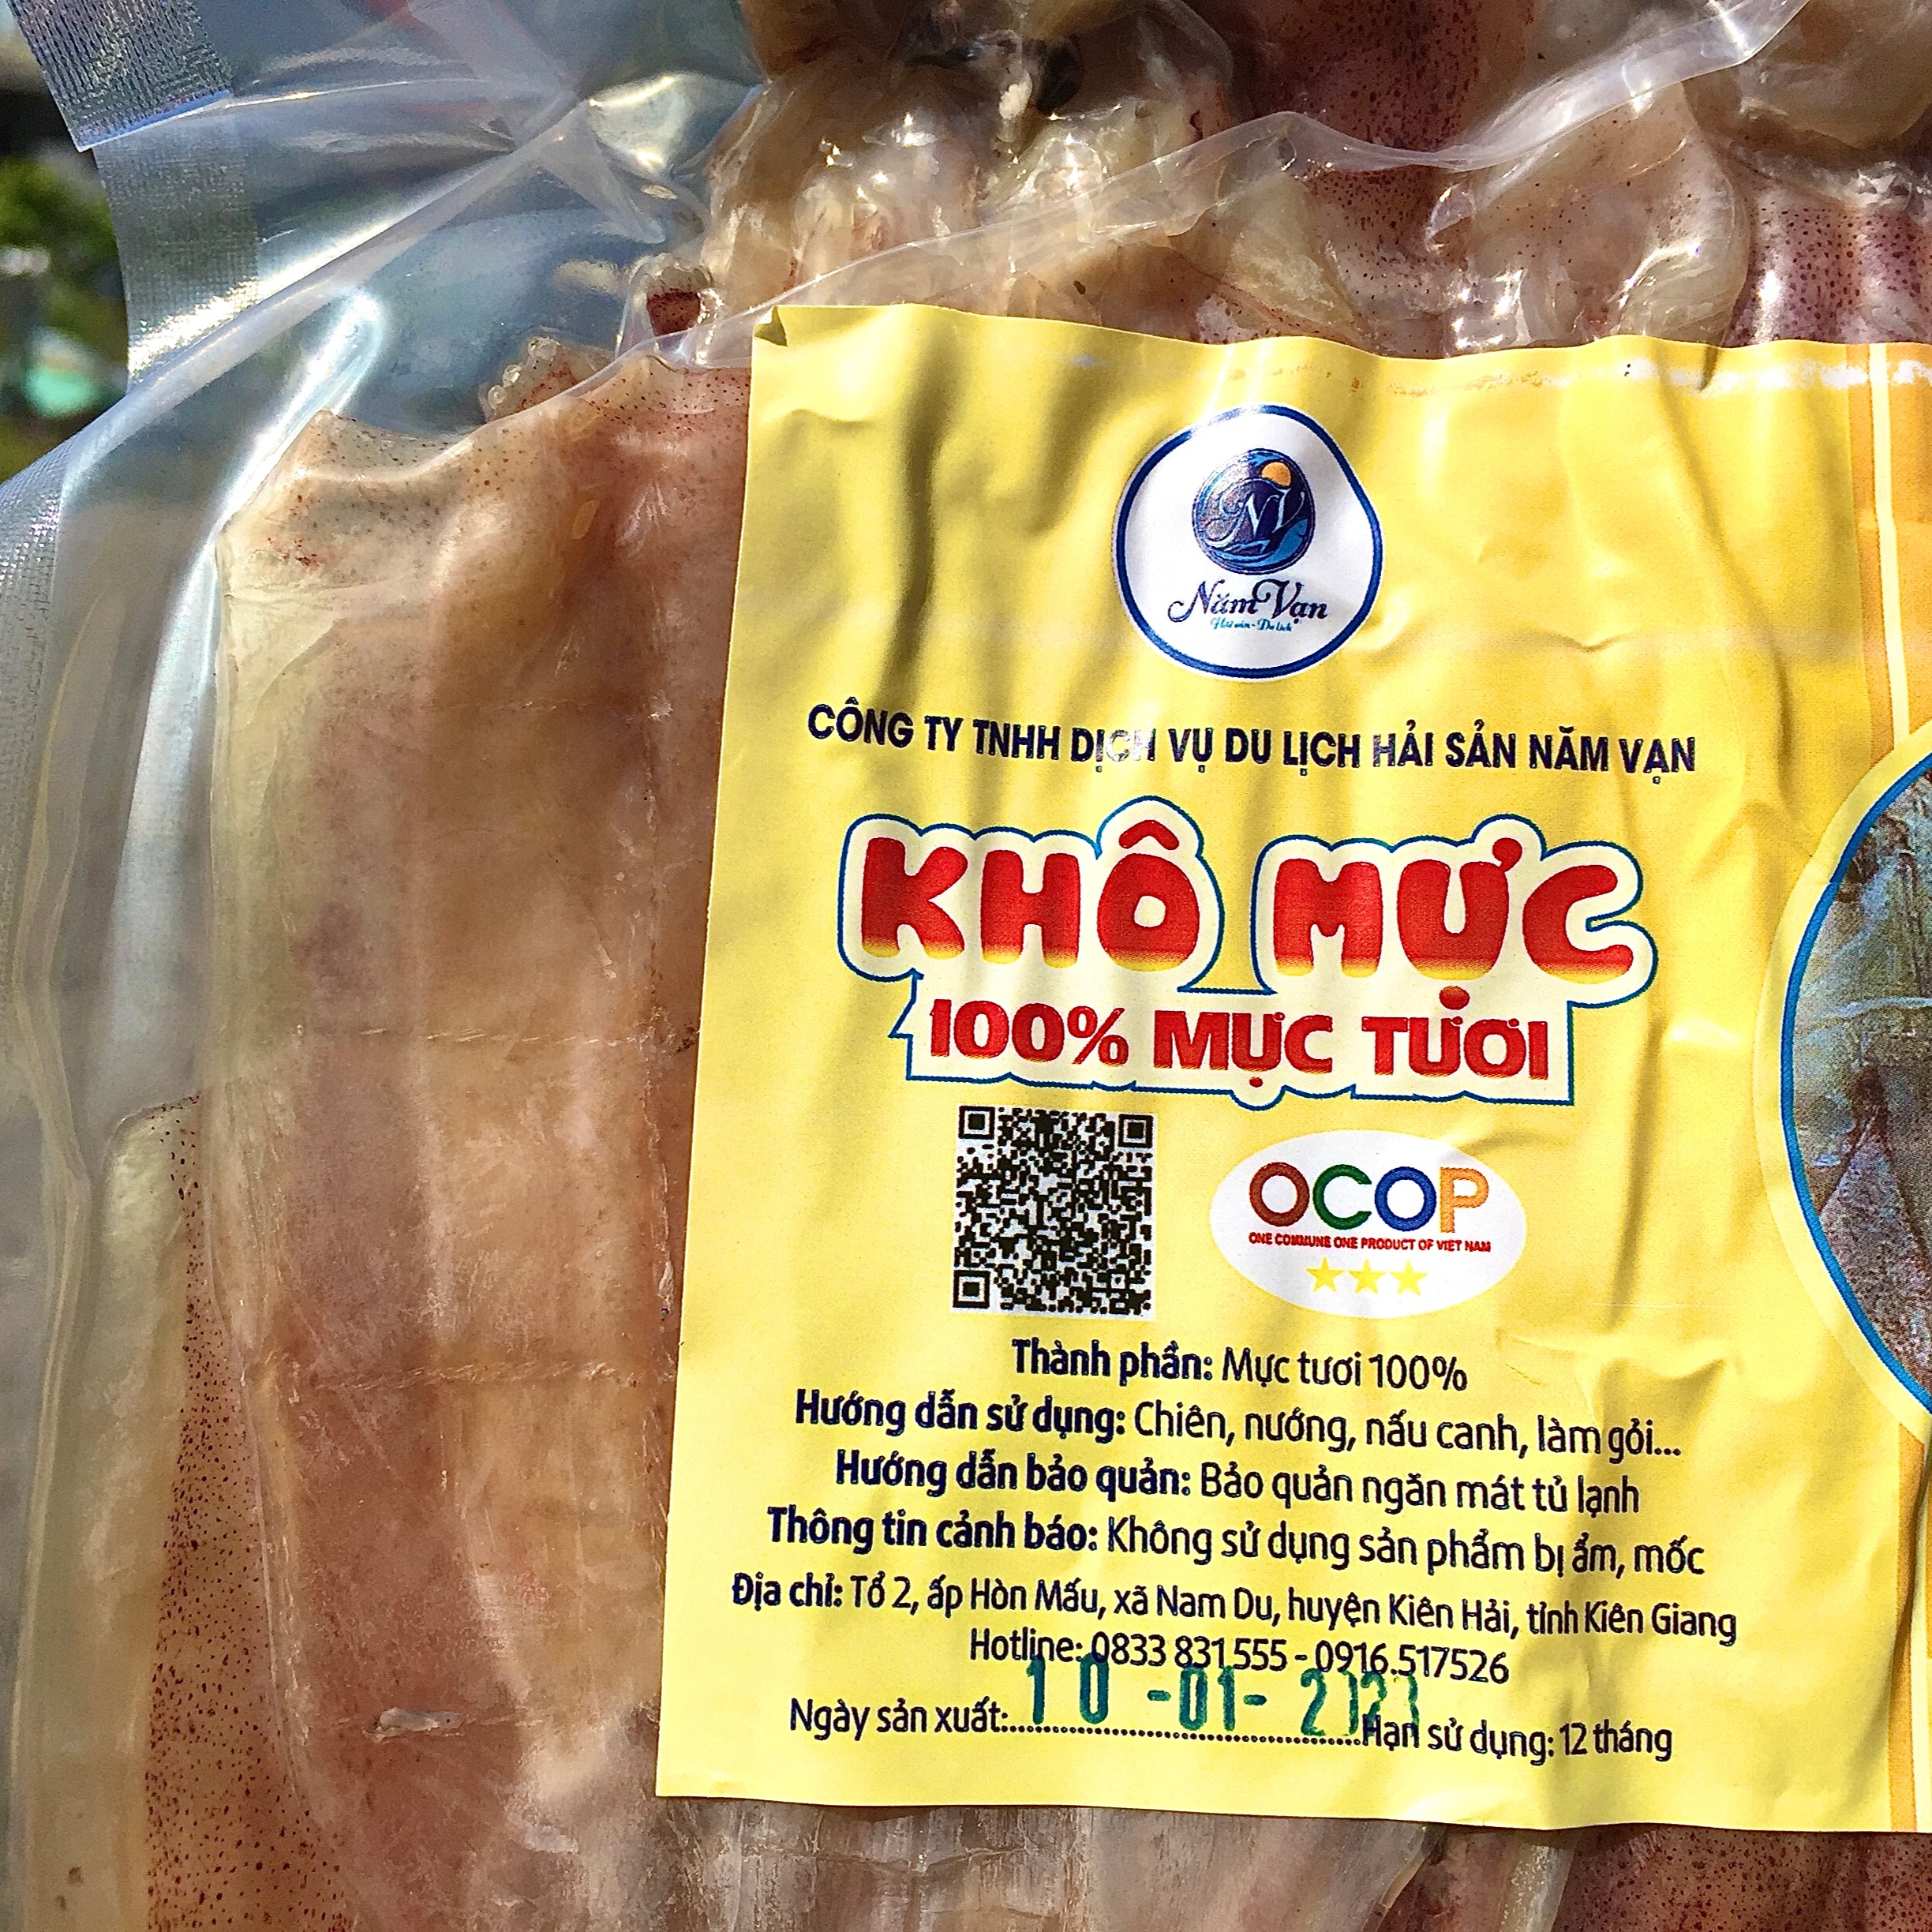 NV
Năm Vạn
Hải sản - Du lịch
CÔNG TY TNHH DỊCH VỤ DU LỊCH HẢI SẢN NĂM VẠN
KHÔ MỰC
100% MỰC TƯƠI
OCOP
ONE COMMUNE ONE PRODUCT OF VIET NAM
Thành phần: Mực tươi 100%
Hướng dẫn sử dụng: Chiên, nướng, nấu canh, làm gỏi...
Hướng dẫn bảo quản: Bảo quản ngăn mát tủ lạnh
Thông tin cảnh báo: Không sử dụng sản phẩm bị ẩm, mốc
Địa chỉ: Tổ 2, ấp Hòn Mấu, xã Nam Du, huyện Kiên Hải, tỉnh Kiên Giang
Hotline: 0833 831 555 - 0916.517526
Ngày sản xuất: 10 -01- 2023 Hạn sử dụng: 12 tháng